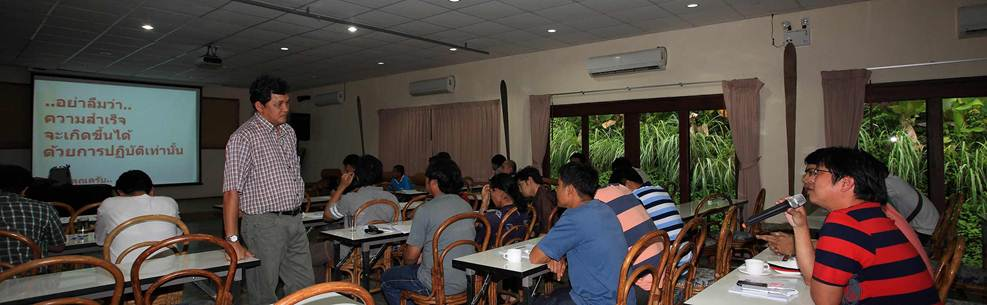 ..อย่าลืมว่า..
ความสำเร็จ
จะเกิดขึ้นได้
ด้วยการปฏิบัติเท่านั้น